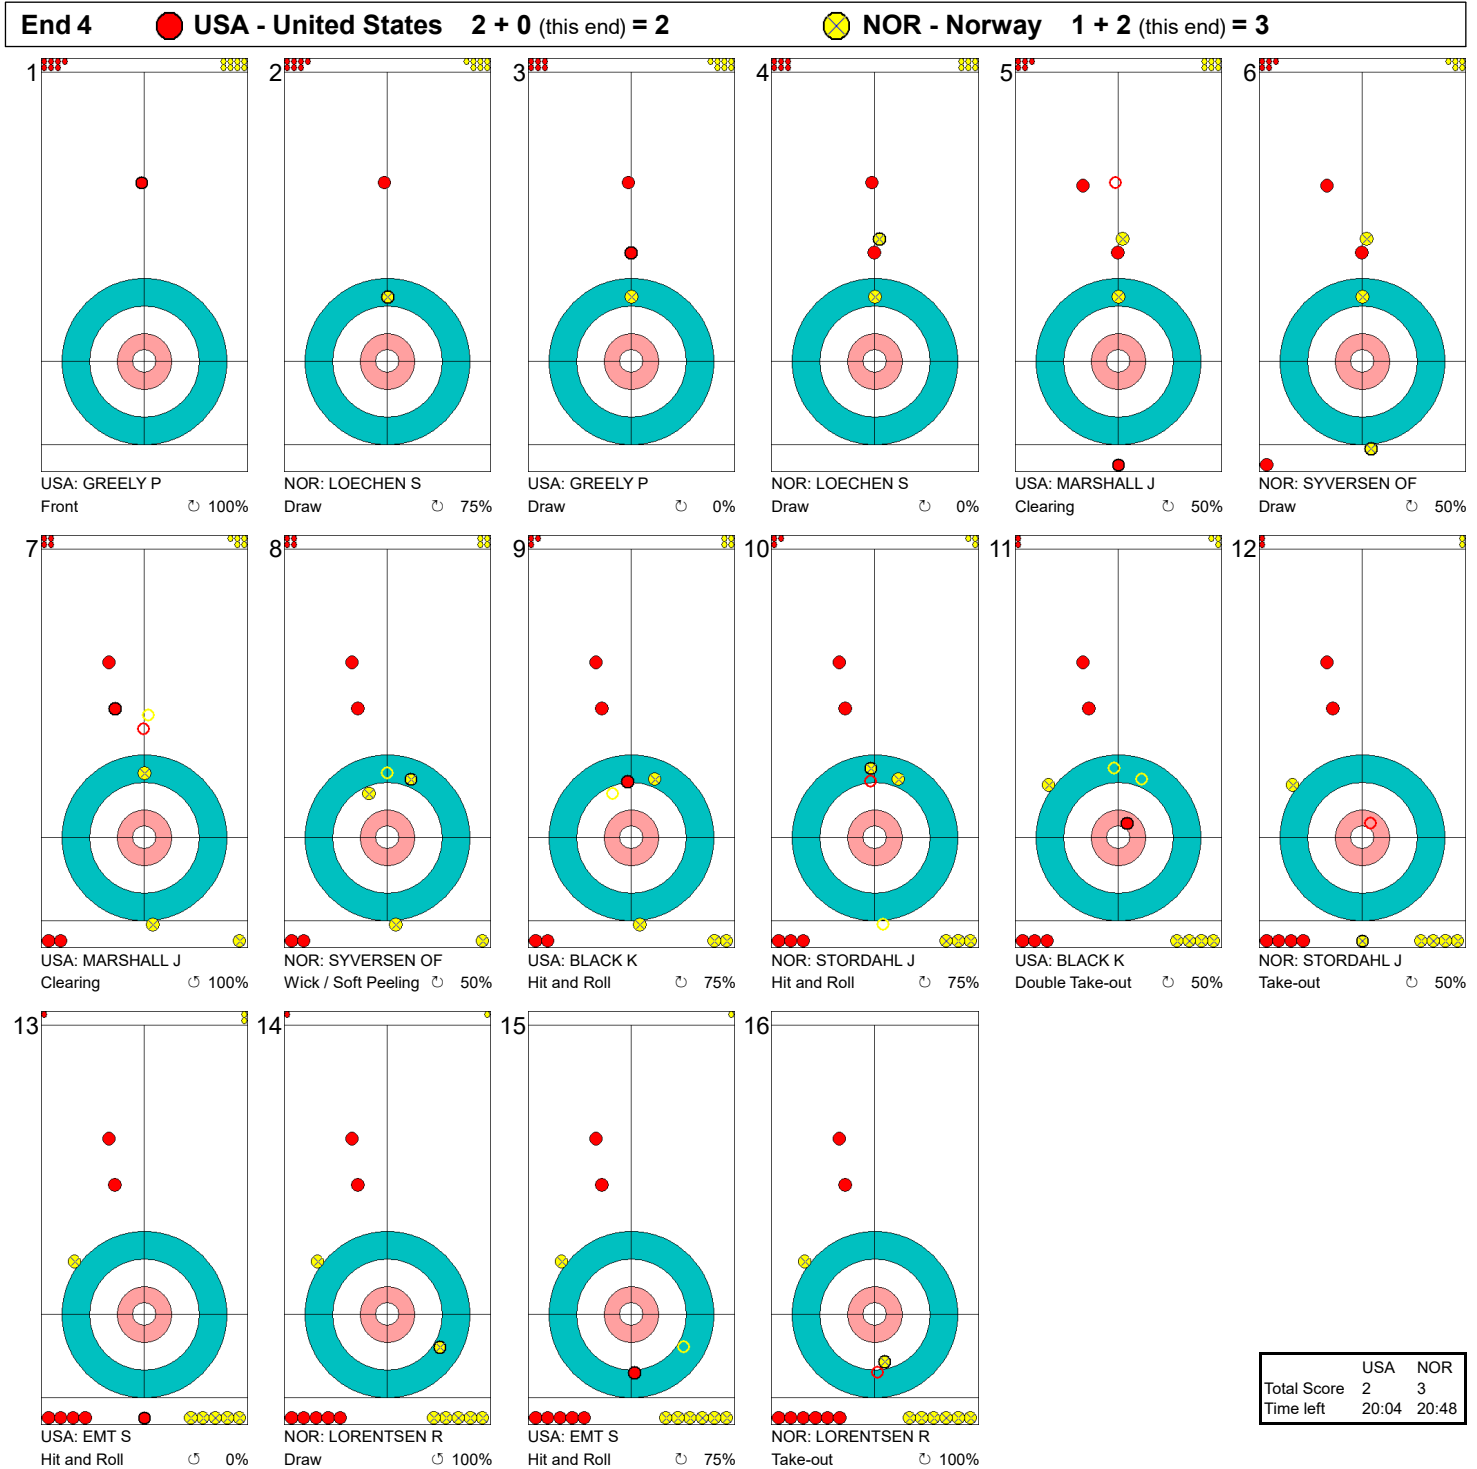 End 4 USA - United States 2 + 0 (this end) = 2 NOR - Norway 1 + 2 (this end) = 3
1 2 3 4 5 6
USA: GREELY P NOR: LOECHEN S USA: GREELY P NOR: LOECHEN S USA: MARSHALL J NOR: SYVERSEN OF
Front ↻ 100% Draw ↻ 75% Draw ↻ 0% Draw ↻ 0% Clearing ↻ 50% Draw ↻ 50%
7 8 9 10 11 12
USA: MARSHALL J NOR: SYVERSEN OF USA: BLACK K NOR: STORDAHL J USA: BLACK K NOR: STORDAHL J
Clearing ↺ 100% Wick / Soft Peeling ↻ 50% Hit and Roll ↻ 75% Hit and Roll ↻ 75% Double Take-out ↻ 50% Take-out ↻ 50%
13 14 15 16
USA: EMT S NOR: LORENTSEN R USA: EMT S NOR: LORENTSEN R
Hit and Roll ↺ 0% Draw ↺ 100% Hit and Roll ↻ 75% Take-out ↻ 100%
USA NOR
Total Score 2 3
Time left 20:04 20:48